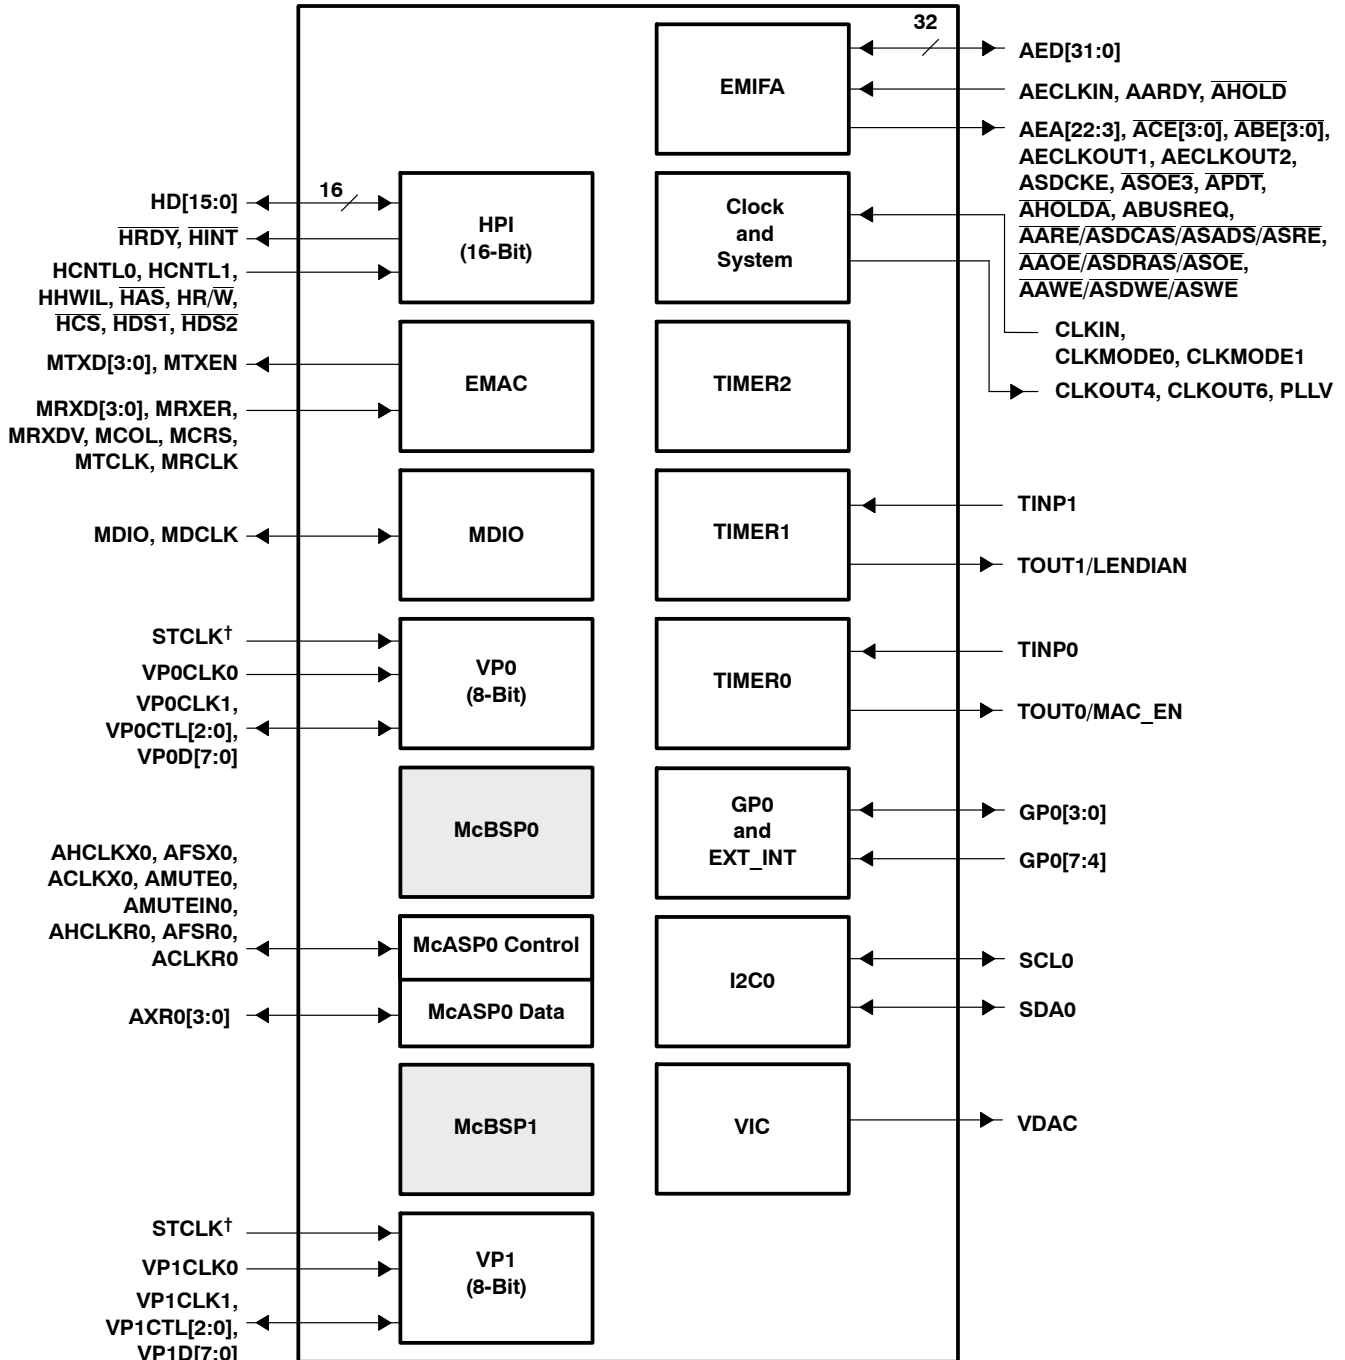 32
EMIFA
AED[31:0]
AECLKIN, AARDY, AHOLD
AEA[22:3], ACE[3:0], ABE[3:0],
AECLKOUT1, AECLKOUT2,
ASDCKE, ASOE3, APDT,
AHOLDA, ABUSREQ,
AARE/ASDCAS/ASADS/ASRE,
AAOE/ASDRAS/ASOE,
AAWE/ASDWE/ASWE
HD[15:0]
16
HRDY, HINT
HCNTL0, HCNTL1,
HHWIL, HAS, HR/W,
HCS, HDS1, HDS2
HPI
(16-Bit)
Clock
and
System
CLKIN,
CLKMODE0, CLKMODE1
CLKOUT4, CLKOUT6, PLLV
MTXD[3:0], MTXEN
MRXD[3:0], MRXER,
MRXDV, MCOL, MCRS,
MTCLK, MRCLK
EMAC
TIMER2
MDIO, MDCLK
MDIO
TIMER1
TINP1
TOUT1/LENDIAN
STCLK†
VP0CLK0
VP0CLK1,
VP0CTL[2:0],
VP0D[7:0]
VP0
(8-Bit)
TIMER0
TINP0
TOUT0/MAC_EN
McBSP0
GP0
and
EXT_INT
GP0[3:0]
GP0[7:4]
AHCLKX0, AFSX0,
ACLKX0, AMUTE0,
AMUTEIN0,
AHCLKR0, AFSR0,
ACLKR0
McASP0 Control
AXR0[3:0]
McASP0 Data
I2C0
SCL0
SDA0
McBSP1
VIC
VDAC
STCLK†
VP1CLK0
VP1CLK1,
VP1CTL[2:0],
VP1D[7:0]
VP1
(8-Bit)